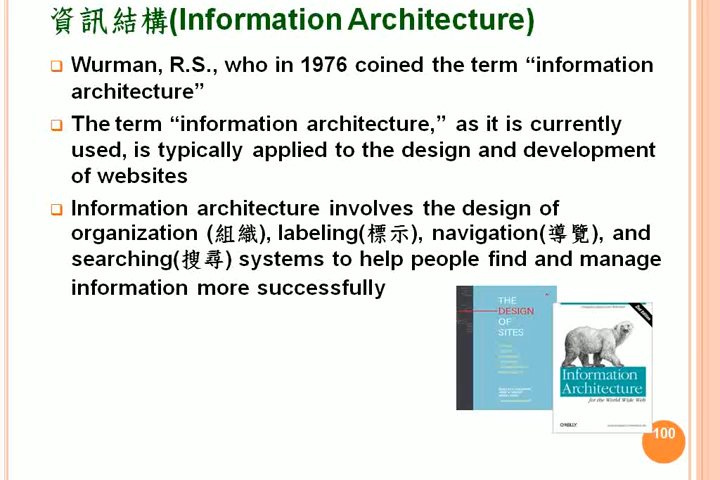 資訊結構(Information Architecture)
Wurman, R.S., who in 1976 coined the term “information
architecture”
The term “information architecture,” as it is currently
used, is typically applied to the design and development
of websites
Information architecture involves the design of
organization (組織), labeling(標示), navigation(導覽), and
searching(搜尋) systems to help people find and manage
information more successfully
THE
DESIGN
OF
SITES
Information
Architecture
for the World Wide Web
O'REILLY
100